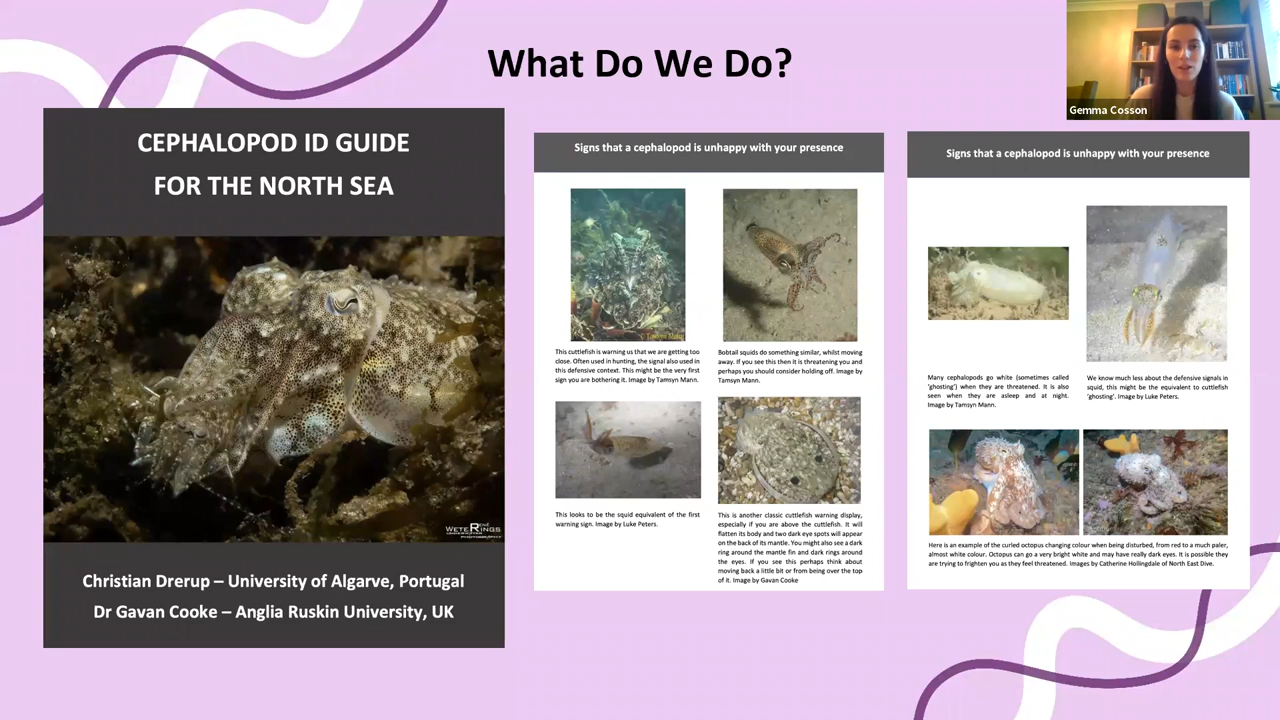 What Do We Do?
Gemma Cosson
CEPHALOPOD ID GUIDE
FOR THE NORTH SEA
WETERINGS
Christian Drerup – University of Algarve, Portugal
Dr Gavan Cooke – Anglia Ruskin University, UK
Signs that a cephalopod is unhappy with your presence
This cuttlefish is warning us that we are getting too
close. Often used in hunting, the signal also used in
this defensive context. This might be the very first
sign you are bothering it. Image by Tamsyn Mann.
Bobtail squids do something similar, whilst moving
away. If you see this then it is threatening you and
perhaps you should consider holding off. Image by
Tamsyn Mann.
This looks to be the squid equivalent of the first
warning sign. Image by Luke Peters.
This is another classic cuttlefish warning display,
especially if you are above the cuttlefish. It will
flatten its body and two dark eye spots will appear
on the back of its mantle. You might also see a dark
ring around the mantle fin and dark rings around
the eyes. If you see this perhaps think about
moving back a little bit or from being over the top
of it. Image by Gavan Cooke
Signs that a cephalopod is unhappy with your presence
Many cephalopods go white (sometimes called
'ghosting') when they are threatened. It is also
seen when they are asleep and at night.
Image by Tamsyn Mann.
We know much less about the defensive signals in
squid, this might be the equivalent to cuttlefish
'ghosting'. Image by Luke Peters.
Here is an example of the curled octopus changing colour when being disturbed, from red to a much paler,
almost white colour. Octopus can go a very bright white and may have really dark eyes. It is possible they
are trying to frighten you as they feel threatened. Images by Catherine Hollingdale of North East Dive.